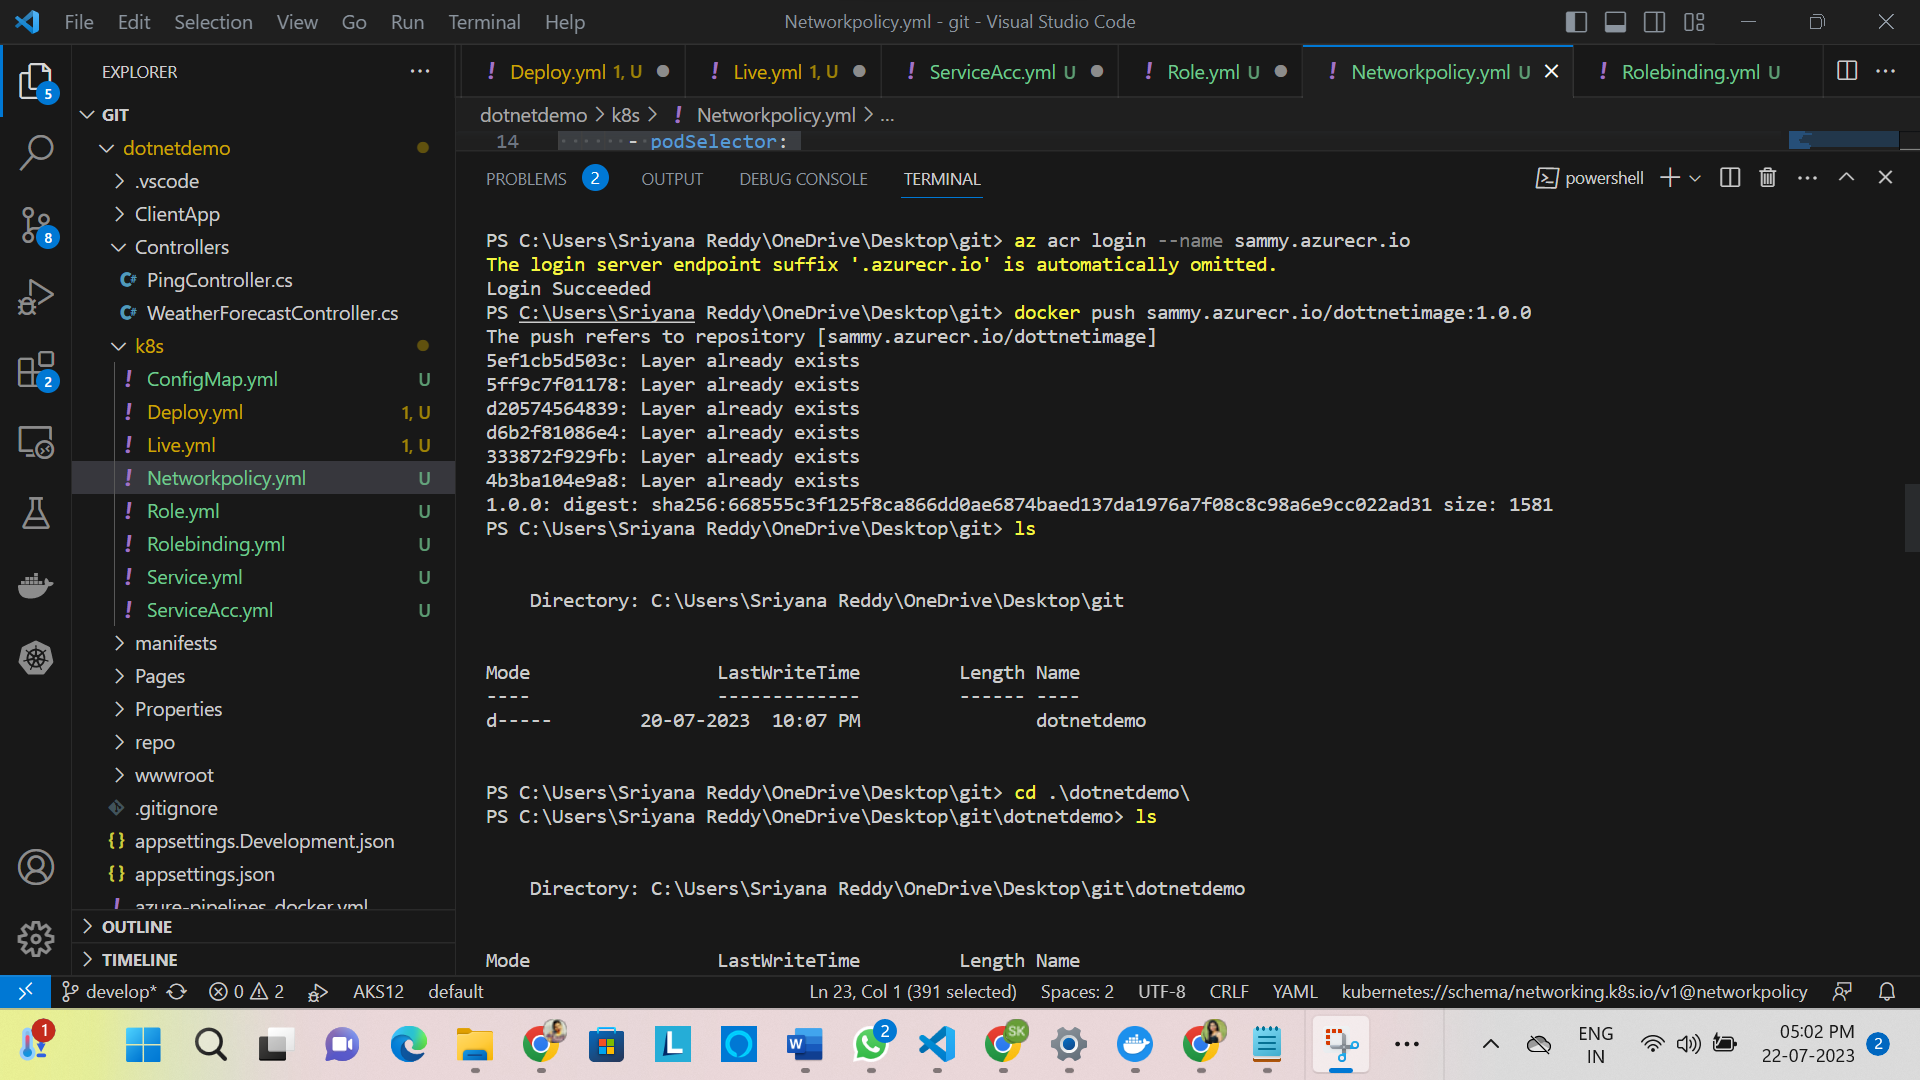 File Edit Selection View Go Run Terminal Help
Networkpolicy.yml - git - Visual Studio Code
EXPLORER
GIT
dotnetdemo
.vscode
ClientApp
Controllers
C# PingController.cs
C# WeatherForecastController.cs
k8s
! ConfigMap.yml U
! Deploy.yml 1, U
! Live.yml 1, U
! Networkpolicy.yml U
! Role.yml U
! Rolebinding.yml U
! Service.yml U
! ServiceAcc.yml U
manifests
Pages
Properties
repo
wwwroot
.gitignore
{} appsettings.Development.json
{} appsettings.json
! azure-pipelines_docker.yml
OUTLINE
TIMELINE
5
8
2
! Deploy.yml 1, U ! Live.yml 1, U ! ServiceAcc.yml U ! Role.yml U ! Networkpolicy.yml U ! Rolebinding.yml U
dotnetdemo > k8s > ! Networkpolicy.yml > ...
14 - podSelector:
PROBLEMS 2 OUTPUT DEBUG CONSOLE TERMINAL
powershell
PS C:\Users\Sriyana Reddy\OneDrive\Desktop\git> az acr login --name sammy.azurecr.io
The login server endpoint suffix '.azurecr.io' is automatically omitted.
Login Succeeded
PS C:\Users\Sriyana Reddy\OneDrive\Desktop\git> docker push sammy.azurecr.io/dottnetimage:1.0.0
The push refers to repository [sammy.azurecr.io/dottnetimage]
5ef1cb5d503c: Layer already exists
5ff9c7f01178: Layer already exists
d20574564839: Layer already exists
d6b2f81086e4: Layer already exists
333872f929fb: Layer already exists
4b3ba104e9a8: Layer already exists
1.0.0: digest: sha256:668555c3f125f8ca866dd0ae6874baed137da1976a7f08c8c98a6e9cc022ad31 size: 1581
PS C:\Users\Sriyana Reddy\OneDrive\Desktop\git> ls
Directory: C:\Users\Sriyana Reddy\OneDrive\Desktop\git
Mode LastWriteTime Length Name
---- ------------- ------ ----
d----- 20-07-2023 10:07 PM dotnetdemo
PS C:\Users\Sriyana Reddy\OneDrive\Desktop\git> cd .\dotnetdemo\
PS C:\Users\Sriyana Reddy\OneDrive\Desktop\git\dotnetdemo> ls
Directory: C:\Users\Sriyana Reddy\OneDrive\Desktop\git\dotnetdemo
Mode LastWriteTime Length Name
develop* 0 2 AKS12 default
Ln 23, Col 1 (391 selected) Spaces: 2 UTF-8 CRLF YAML kubernetes://schema/networking.k8s.io/v1@networkpolicy
1
L
W
2
SK
ENG
IN
05:02 PM
22-07-2023
2